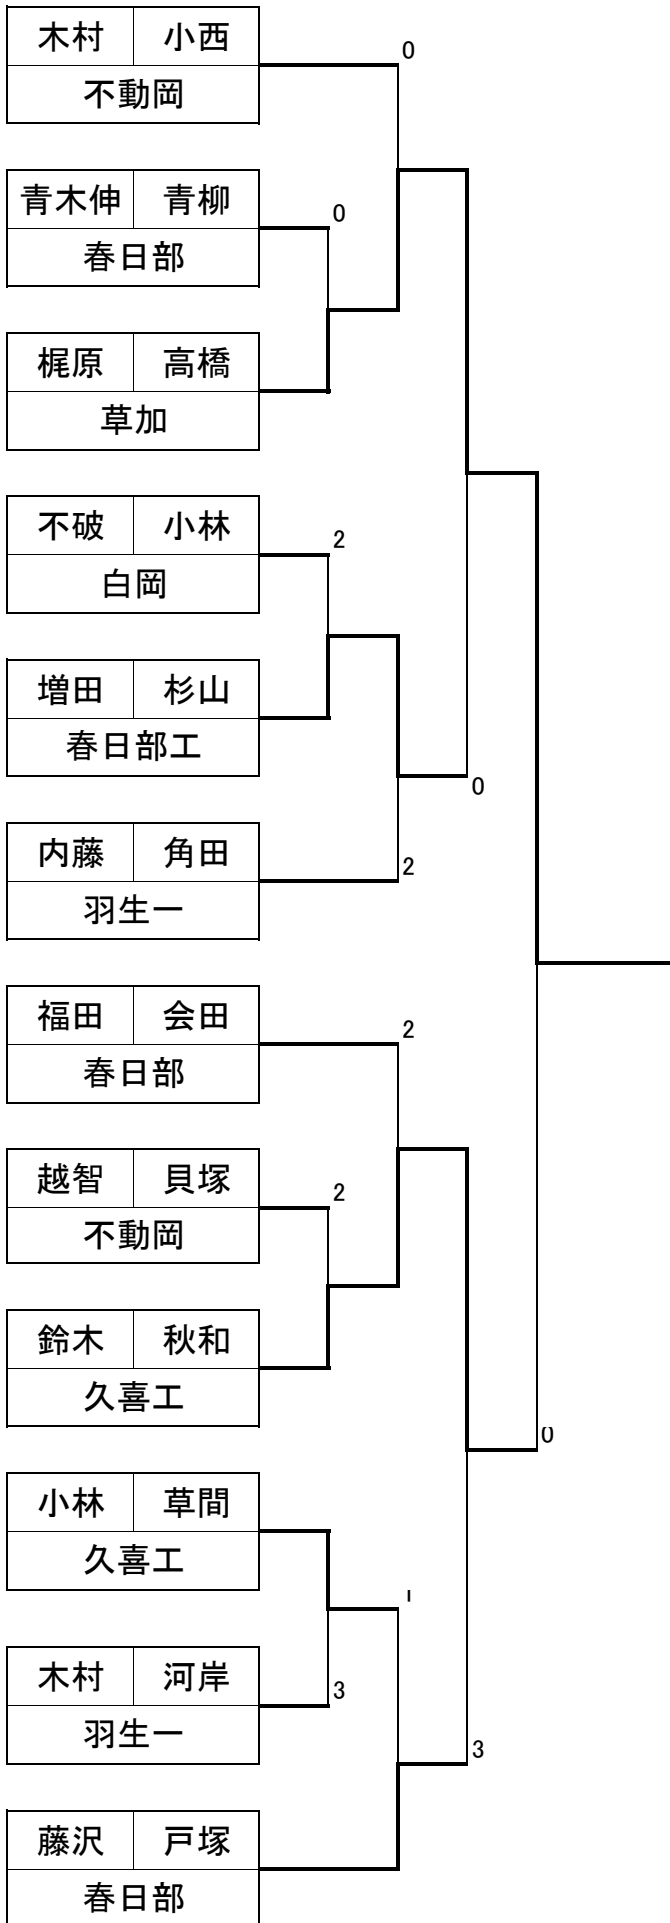 木村 小西
0
不動岡
青木伸 青柳
0
春日部
梶原 高橋
草加
不破 小林
2
白岡
増田 杉山
春日部工
0
内藤 角田
2
羽生一
福田 会田
2
春日部
越智 貝塚
2
不動岡
鈴木 秋和
久喜工
0
小林 草間
久喜工
木村 河岸
3
羽生一
3
藤沢 戸塚
春日部